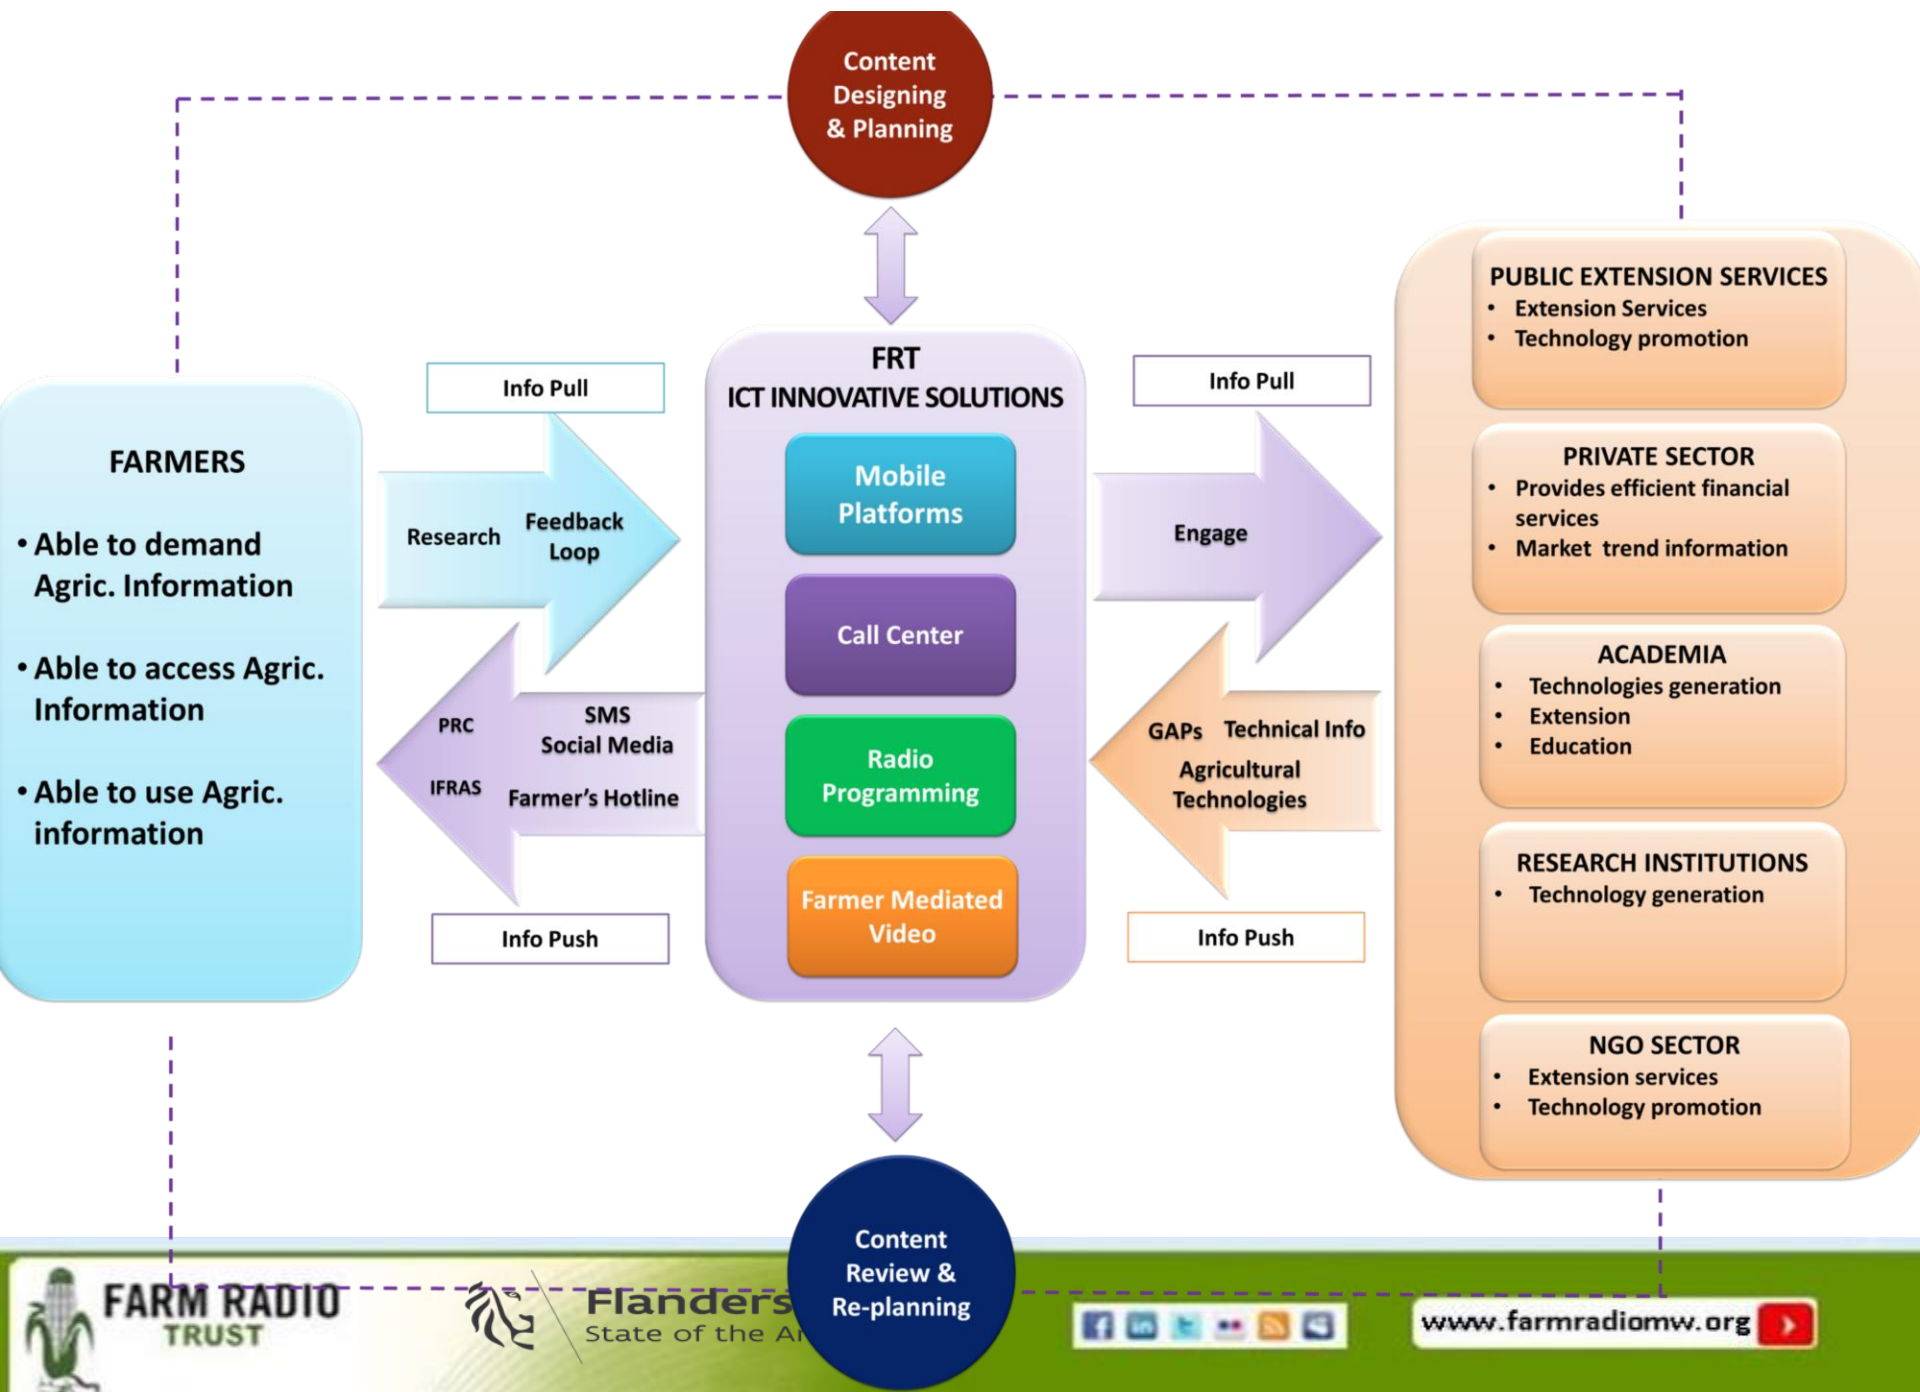 Content
Designing
& Planning
FARMERS
• Able to demand
Agric. Information
• Able to access Agric.
Information
• Able to use Agric.
information
Info Pull
Research
Feedback
Loop
PRC
IFRAS
SMS
Social Media
Farmer's Hotline
Info Push
FRT
ICT INNOVATIVE SOLUTIONS
Mobile
Platforms
Call Center
Radio
Programming
Farmer Mediated
Video
Info Pull
Engage
GAPs Technical Info
Agricultural
Technologies
Info Push
PUBLIC EXTENSION SERVICES
• Extension Services
• Technology promotion
PRIVATE SECTOR
• Provides efficient financial
services
• Market trend information
ACADEMIA
• Technologies generation
• Extension
• Education
RESEARCH INSTITUTIONS
• Technology generation
NGO SECTOR
• Extension services
• Technology promotion
Content
Review &
Re-planning
FARM RADIO
TRUST
Flanders
State of the
www.farmradiomw.org